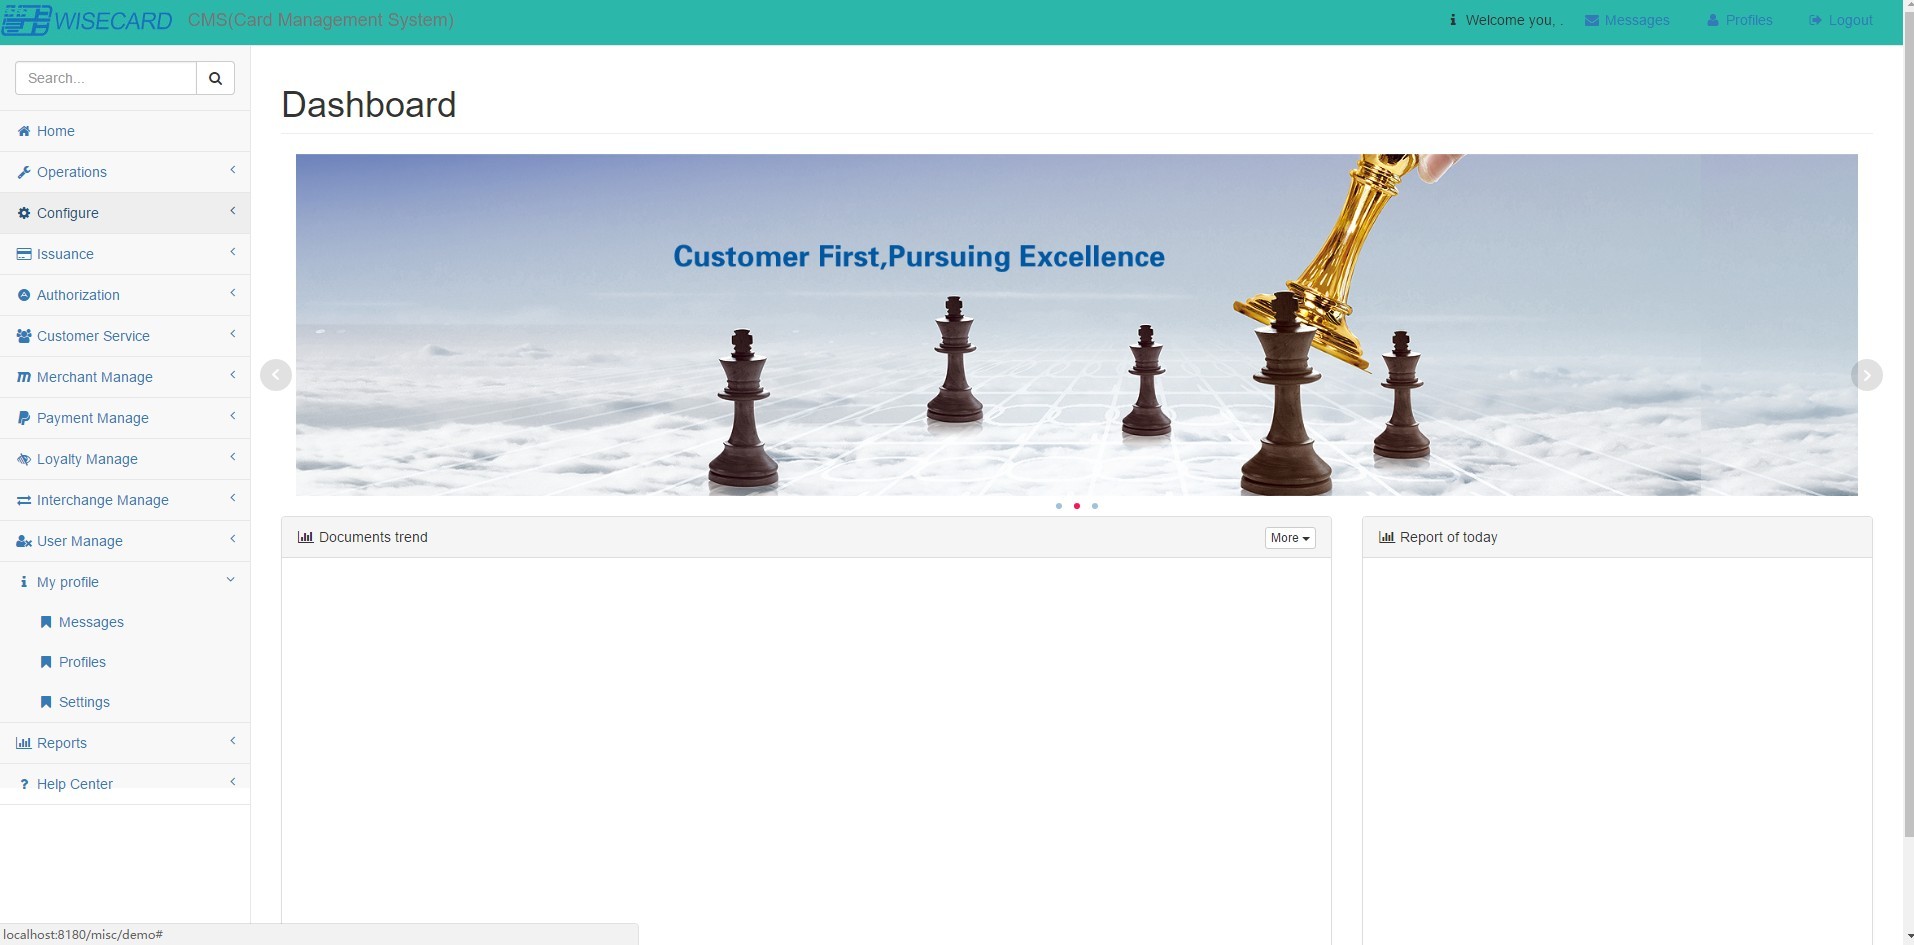 WISECARD CMS(Card Management System) Welcome you, . Messages Profiles Logout
Search...
Home
Operations
Configure
Issuance
Authorization
Customer Service
Merchant Manage
Payment Manage
Loyalty Manage
Interchange Manage
User Manage
My profile
Messages
Profiles
Settings
Reports
Help Center
Dashboard
Customer First,Pursuing Excellence
Documents trend More
Report of today
localhost:8180/misc/demo#